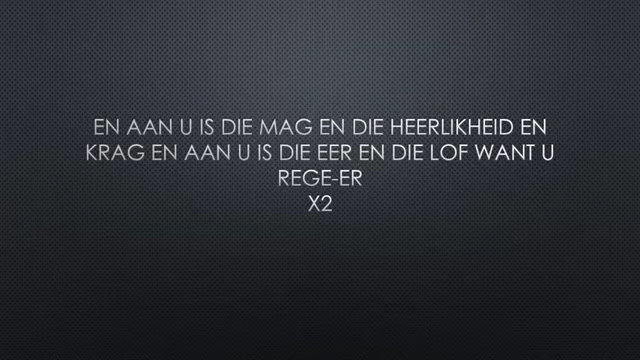 EN AAN U IS DIE MAG EN DIE HEERLIKHEID EN
KRAG EN AAN U IS DIE EER EN DIE LOF WANT U
REGE-ER
X2